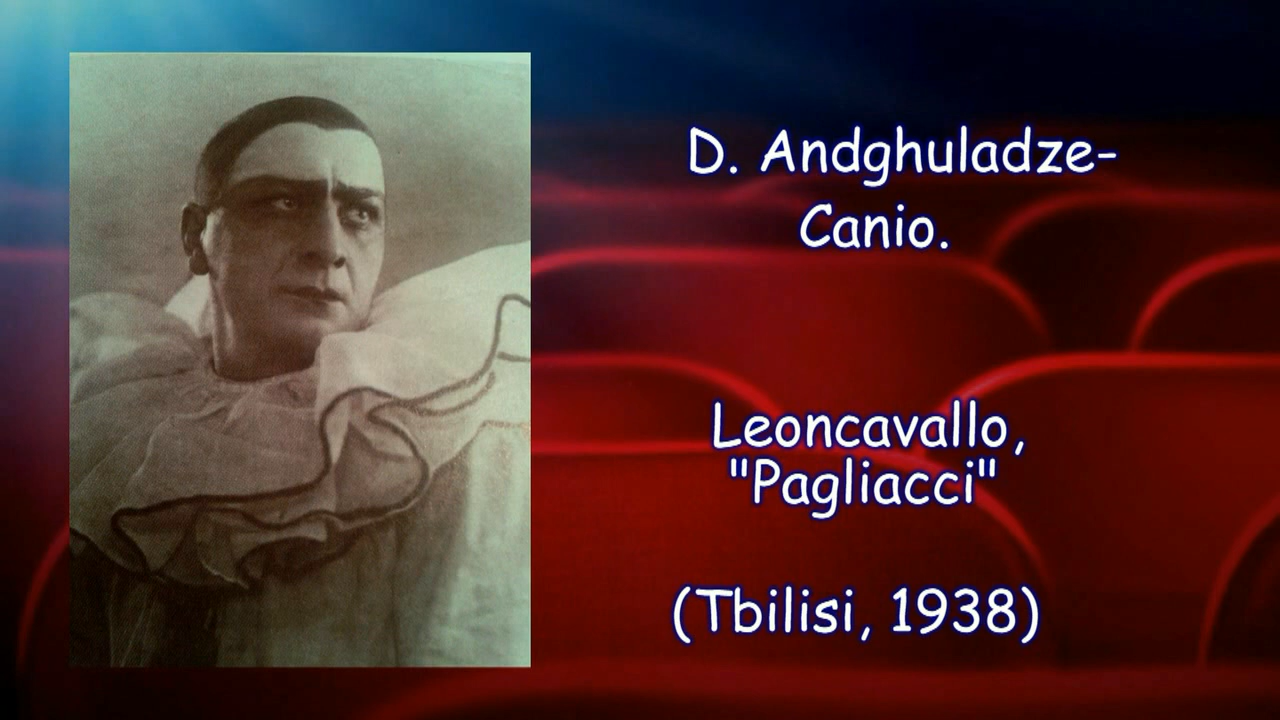 D. Andghuladze-
Canio.
Leoncavallo,
"Pagliacci"
(Tbilisi, 1938)